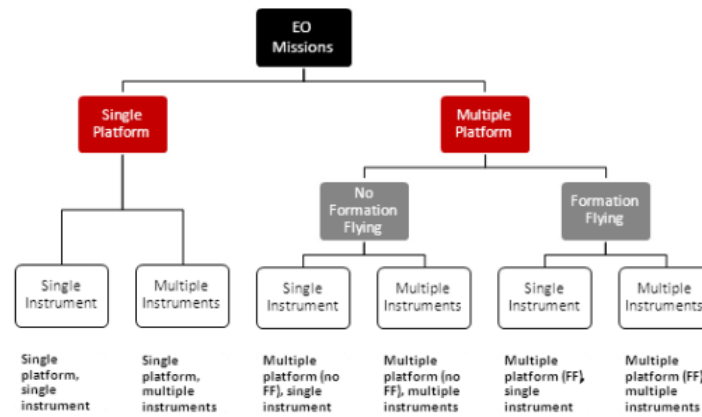 EO
Missions
Single
Platform
Multiple
Platform
No
Formation
Flying
Formation
Flying
Single
Instrument
Multiple
Instruments
Single
Instrument
Multiple
Instruments
Single
Instrument
Multiple
Instruments
Single
platform,
single
instrument
Single
platform,
multiple
instruments
Multiple
platform (no
FF), single
instrument
Multiple
platform (no
FF), multiple
instruments
Multiple
platform (FF),
single
instrument
Multiple
platform (FF)
multiple
instruments